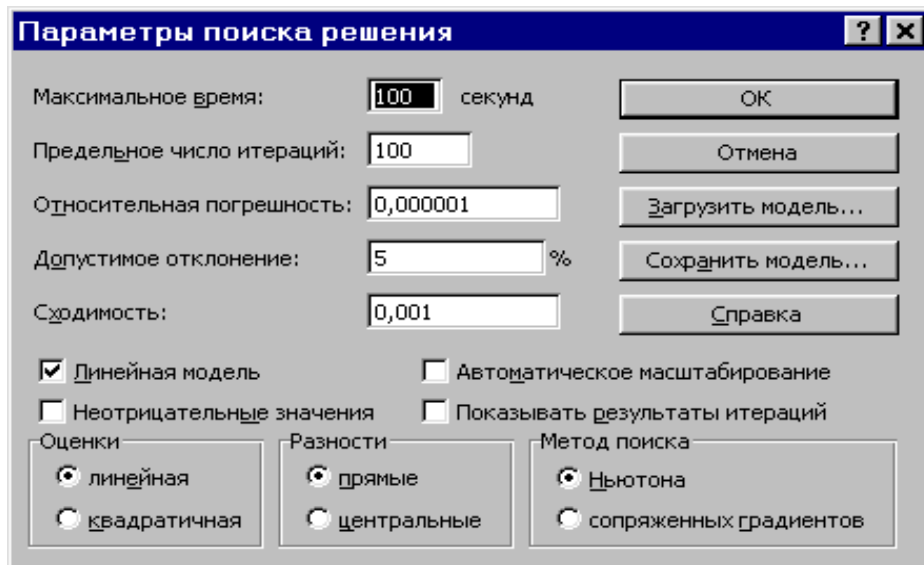 Параметры поиска решения ? ×
Максимальное время: 100 секунд OK
Предельное число итераций: 100 Отмена
Относительная погрешность: 0,000001 Загрузить модель...
Допустимое отклонение: 5 % Сохранить модель...
Сходимость: 0,001 Справка
Линейная модель Автоматическое масштабирование
Неотрицательные значения Показывать результаты итераций
Оценки Разности Метод поиска
линейная прямые Ньютона
квадратичная центральные сопряженных градиентов